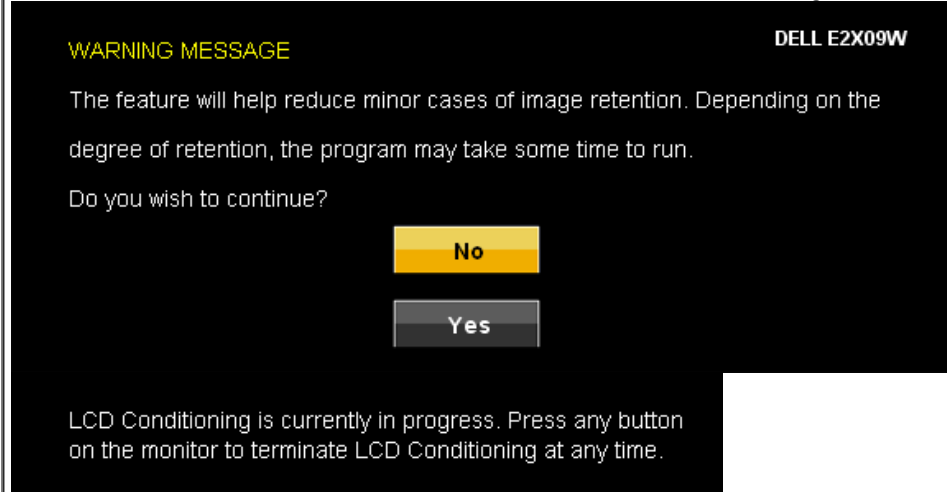 DELL E2X09W
WARNING MESSAGE
The feature will help reduce minor cases of image retention. Depending on the
degree of retention, the program may take some time to run.
Do you wish to continue?
No
Yes
LCD Conditioning is currently in progress. Press any button
on the monitor to terminate LCD Conditioning at any time.